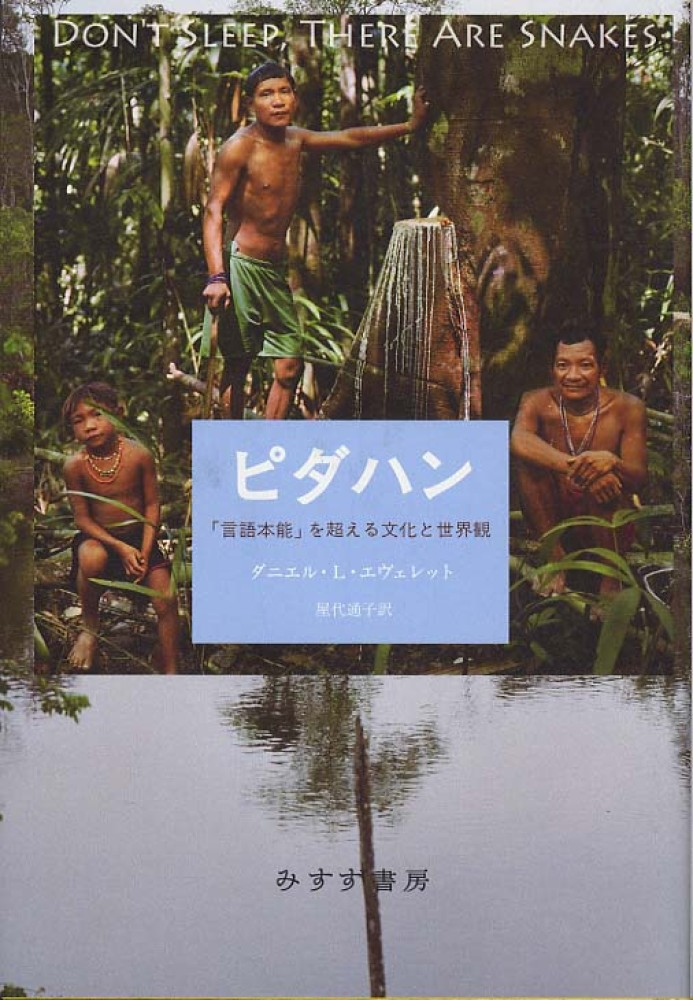 DON'T SLEEP, THERE ARE SNAKES
ピダハン
「言語本能」を超える文化と世界観
ダニエル・L・エヴェレット
屋代通子訳
みすず書房